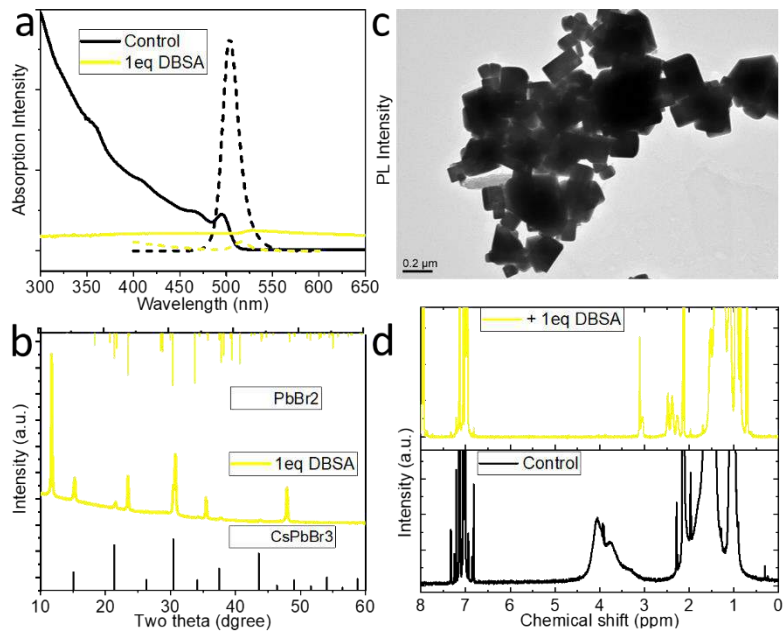 a
Control
1eq DBSA
Absorption Intensity
PL Intensity
300 350 400 450 500 550 600 650
Wavelength (nm)
c
0.2 µm
b
PbBr2
1eq DBSA
CsPbBr3
Intensity (a.u.)
10 20 30 40 50 60
Two theta (dgree)
d
+ 1eq DBSA
Control
Intensity (a.u.)
8 7 6 5 4 3 2 1 0
Chemical shift (ppm)